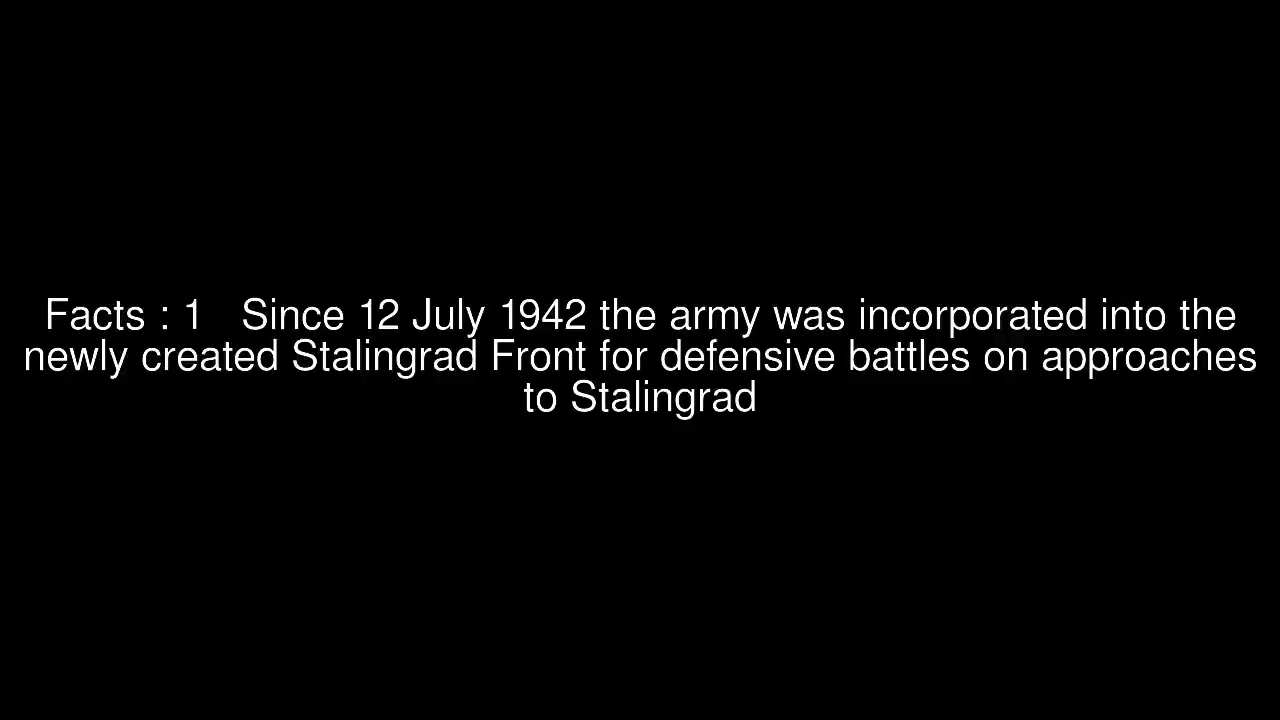 Facts : 1   Since 12 July 1942 the army was incorporated into the
newly created Stalingrad Front for defensive battles on approaches
to Stalingrad